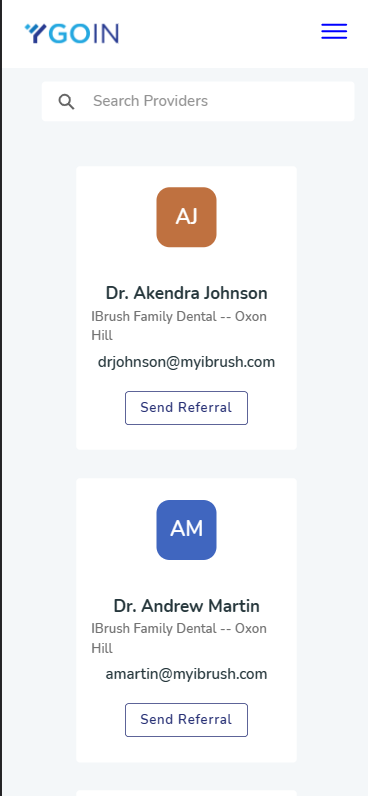 YGOIN
Search Providers
AJ
Dr. Akendra Johnson
IBrush Family Dental -- Oxon
Hill
drjohnson@myibrush.com
Send Referral
AM
Dr. Andrew Martin
IBrush Family Dental -- Oxon
Hill
amartin@myibrush.com
Send Referral